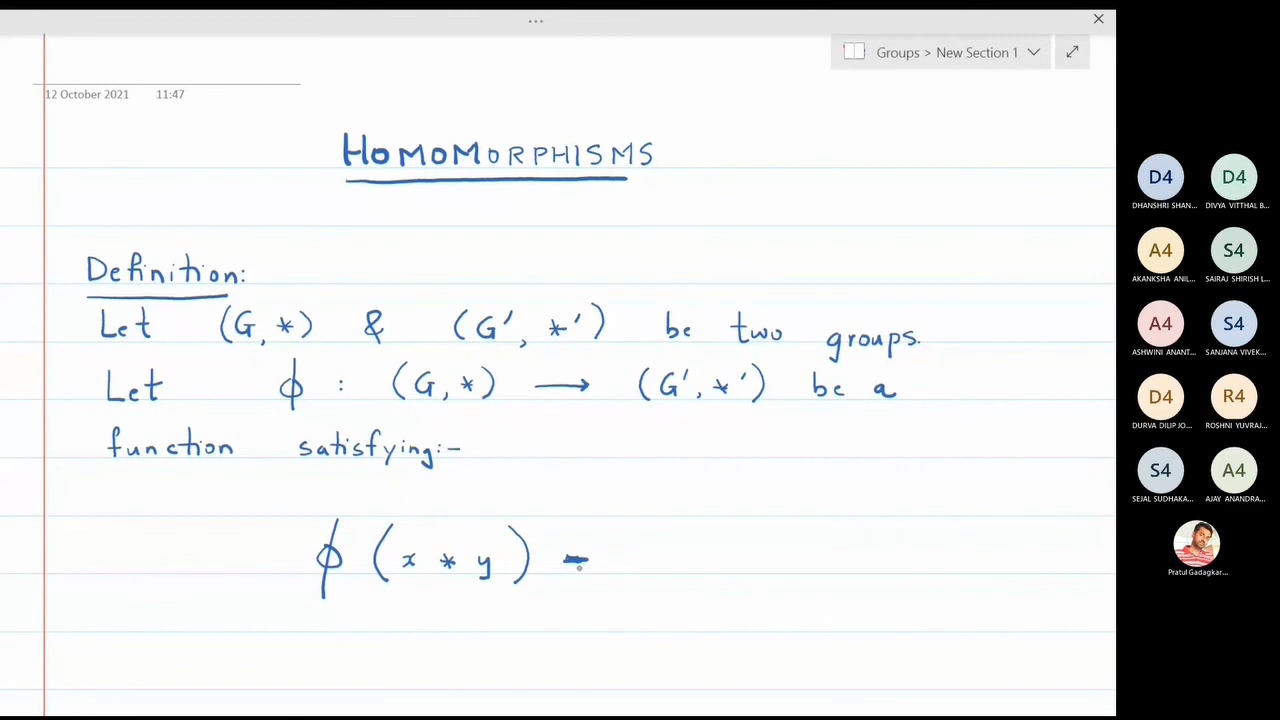 Groups > New Section 1
12 October 2021 11:47
HOMOMORPHISMS
Definition:
Let (G, *) & (G', *') be two groups.
Let ϕ : (G, *) ⟶ (G', *') be a
function satisfying:-
ϕ (x * y) -
D4 D4
DHANSHRI SHAN... DIVYA VITTHAL B...
A4 S4
AKANKSHA ANIL... SAIRAJ SHIRISH L...
A4 S4
ASHWINI ANANT... SANJANA VIVEK...
D4 R4
DURVA DILIP JO... ROSHNI YUVRAJ...
S4 A4
SEJAL SUDHAKA... AJAY ANANDRA...
Pratul Gadagkar...